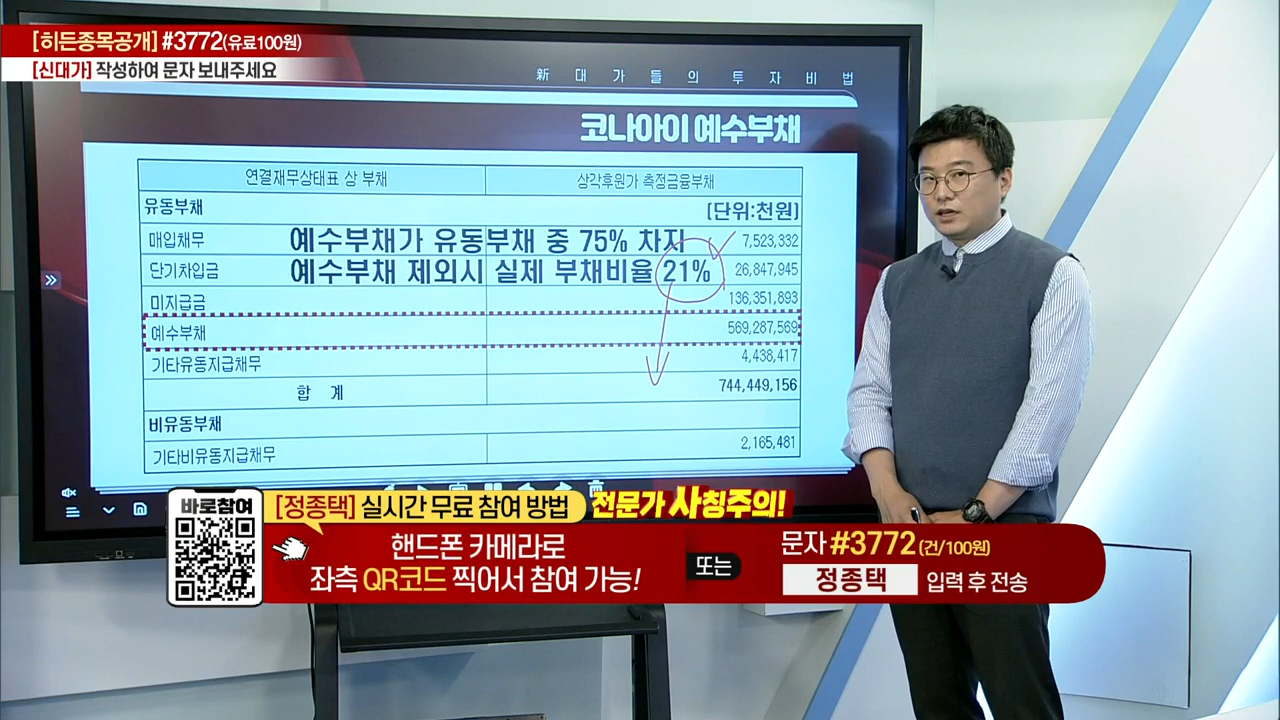 [히든종목공개] #3772(유료100원)
[신대가] 작성하여 문자 보내주세요
新대가들의 투자비법
코나아이 예수부채
연결재무상태표 상 부채 상각후원가 측정금융부채
유동부채 [단위:천원]
매입채무 7,523,332
예수부채가 유동부채 중 75% 차지
단기차입금 26,847,945
예수부채 제외시 실제 부채비율 21%
미지급금 136,351,893
예수부채 569,287,569
기타유동지급채무 4,438,417
합 계 744,449,156
비유동부채
기타비유동지급채무 2,165,481
바로참여
[정종택] 실시간 무료 참여 방법
전문가 사칭주의!
핸드폰 카메라로
좌측 QR코드 찍어서 참여 가능!
또는
문자 #3772 (건/100원)
정종택 입력 후 전송